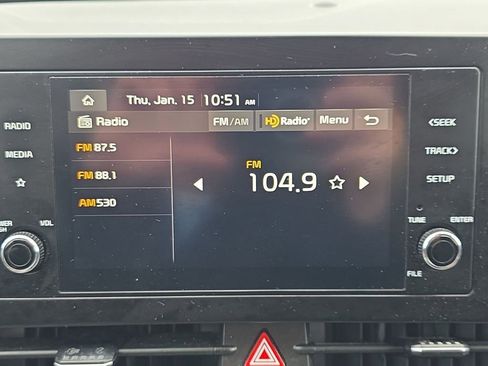 Thu, Jan. 15 10:51 AM
Radio FM/AM HD Radio Menu
FM 87.5
FM 88.1
AM 530
FM
104.9
RADIO
MEDIA
VOL
<SEEK
TRACK>
SETUP
TUNE ENTER
FILE